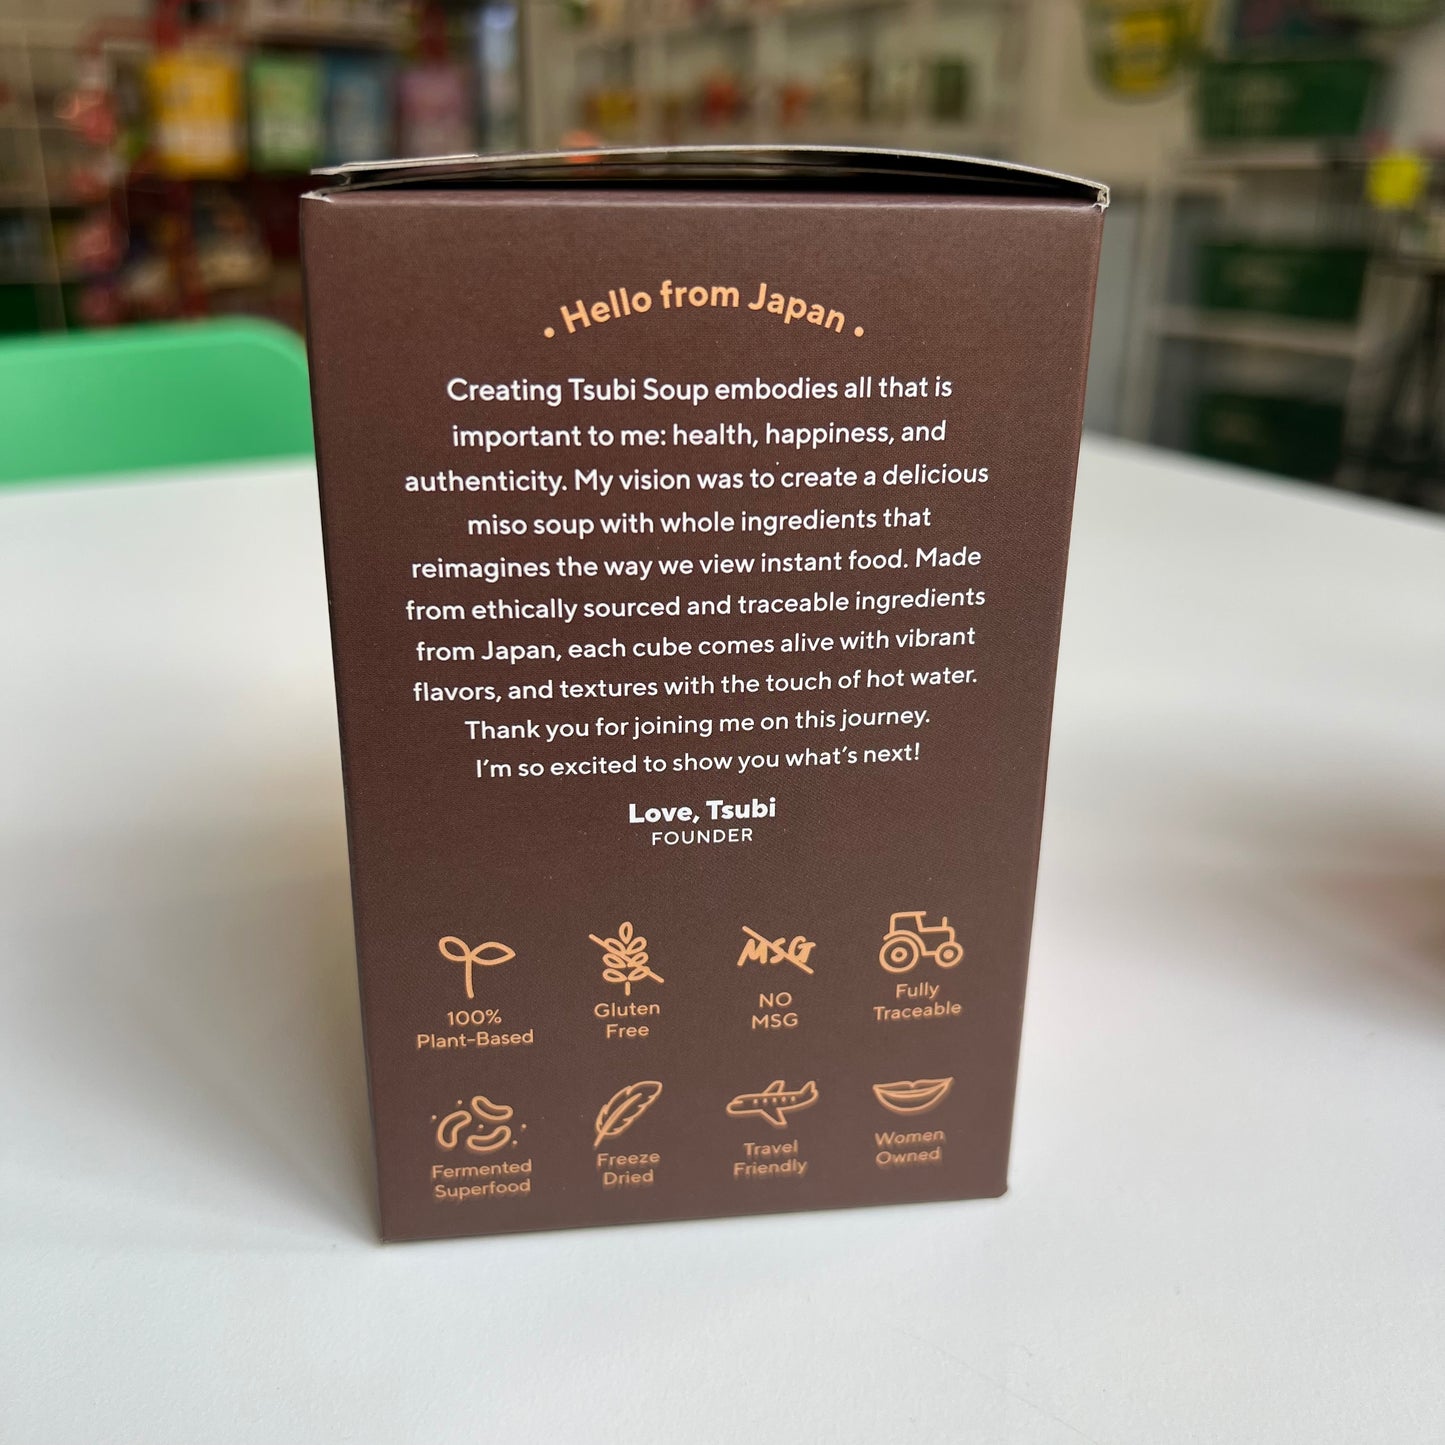 • Hello from Japan •
Creating Tsubi Soup embodies all that is
important to me: health, happiness, and
authenticity. My vision was to create a delicious
miso soup with whole ingredients that
reimagines the way we view instant food. Made
from ethically sourced and traceable ingredients
from Japan, each cube comes alive with vibrant
flavors, and textures with the touch of hot water.
Thank you for joining me on this journey.
I'm so excited to show you what's next!
Love, Tsubi
FOUNDER
100%
Plant-Based
Gluten
Free
MSG
NO
MSG
Fully
Traceable
Fermented
Superfood
Freeze
Dried
Travel
Friendly
Women
Owned